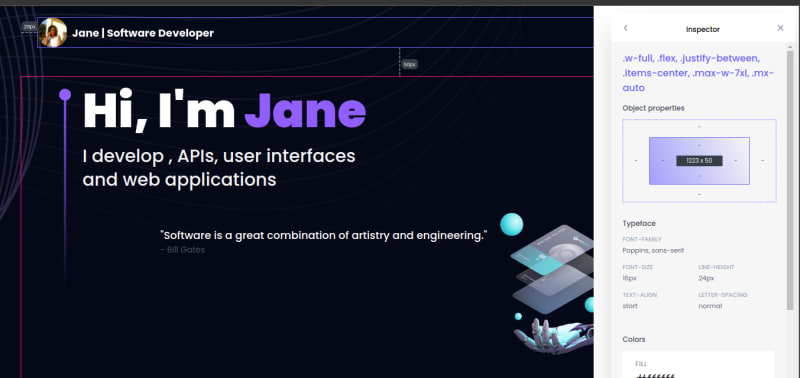 25px
Jane | Software Developer
50px
Hi, I'm Jane
I develop , APIs, user interfaces
and web applications
"Software is a great combination of artistry and engineering."
- Bill Gates
Inspector
.w-full, .flex, .justify-between,
.items-center, .max-w-7xl, .mx-
auto
Object properties
-
- - 1223 x 50 - -
-
-
Typeface
FONT-FAMILY
Poppins, sans-serif
FONT-SIZE
16px
LINE-HEIGHT
24px
TEXT-ALIGN
start
LETTER-SPACING
normal
Colors
FILL
#ffffff